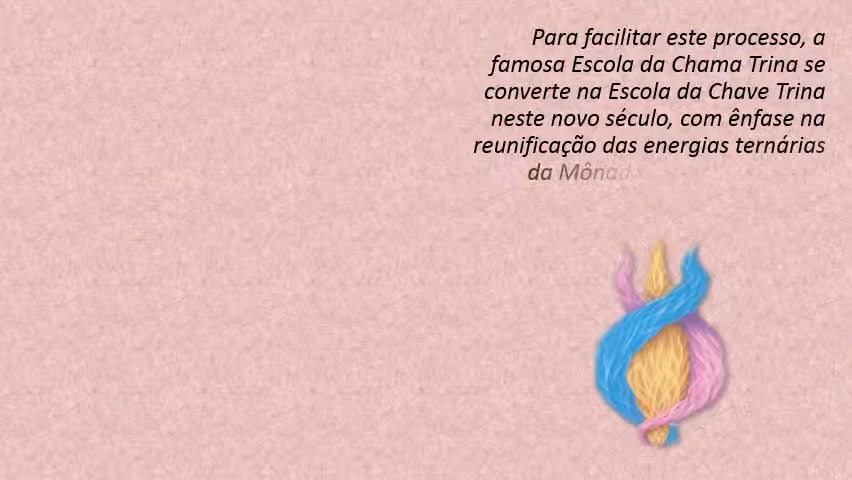 Para facilitar este processo, a
famosa Escola da Chama Trina se
converte na Escola da Chave Trina
neste novo século, com ênfase na
reunificação das energias ternárias
da Mônad